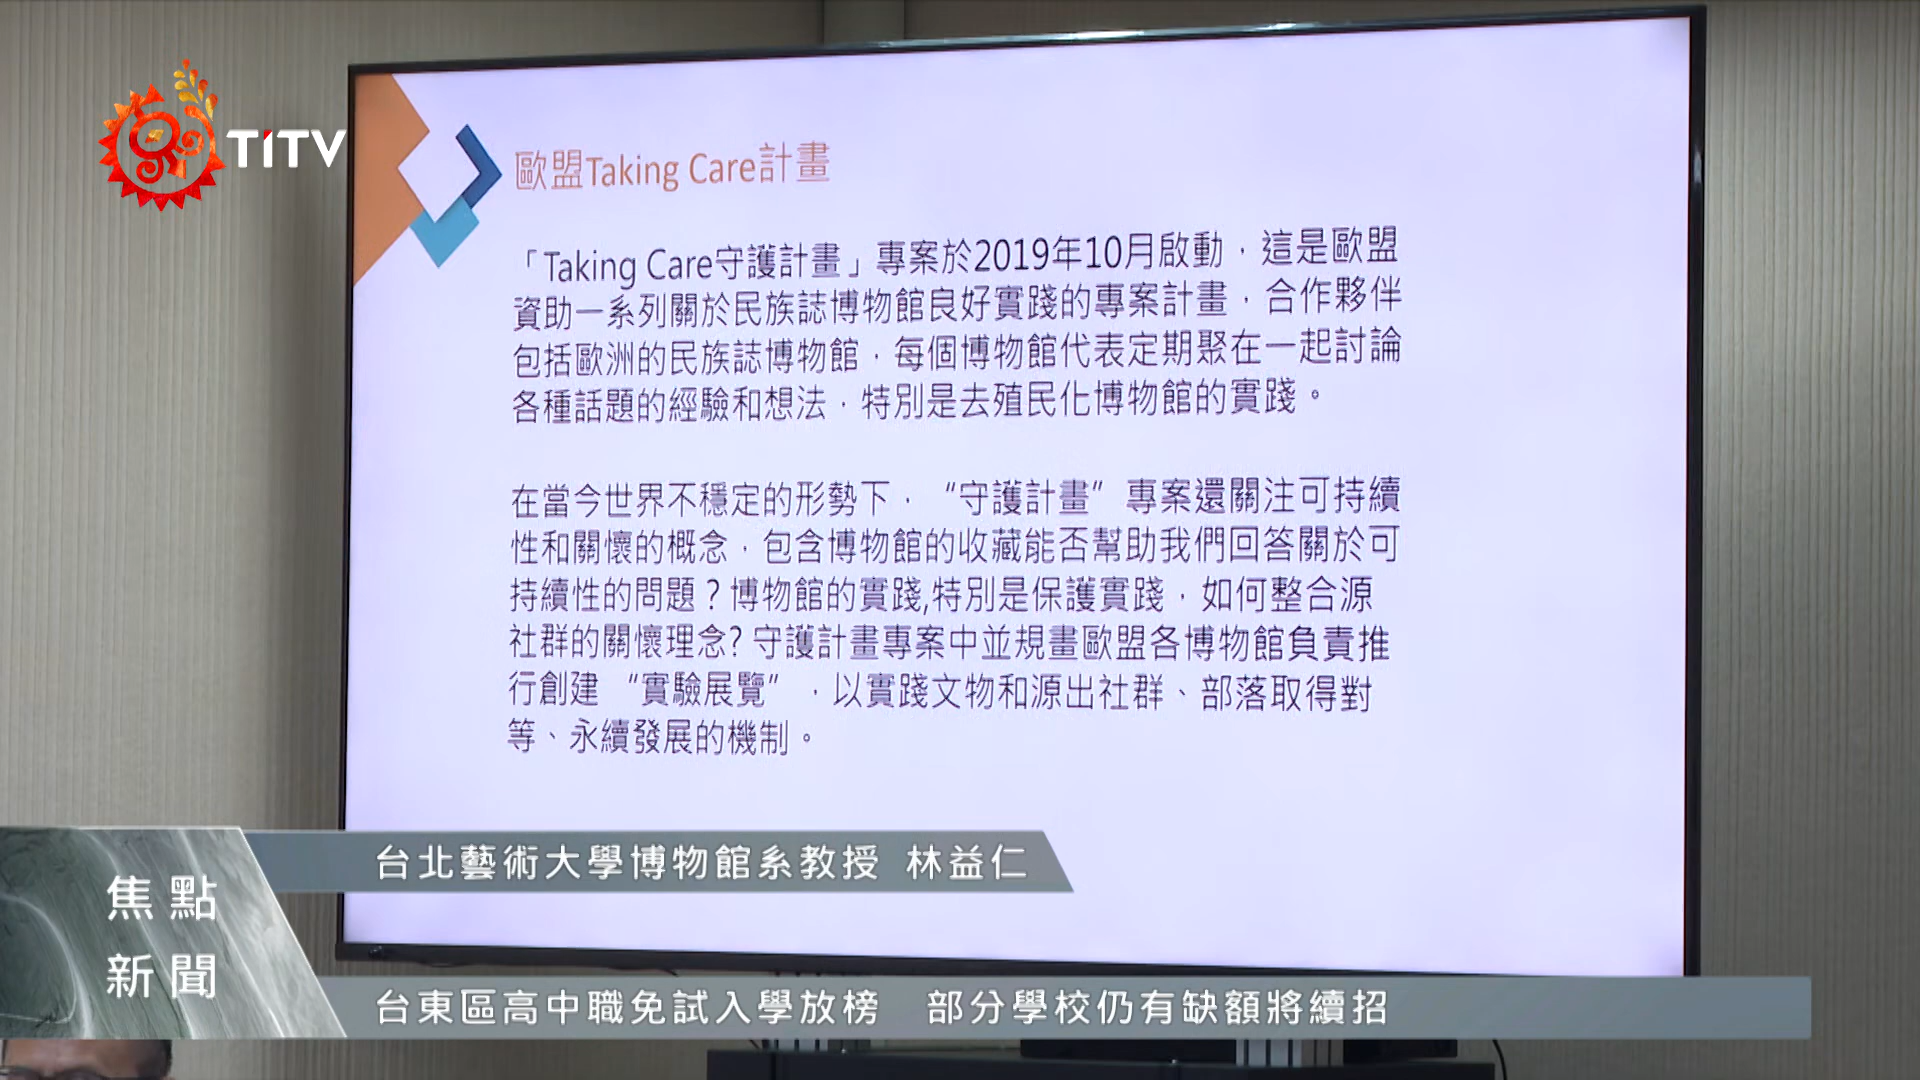 TiTV
歐盟Taking Care計畫
「Taking Care守護計畫」專案於2019年10月啟動，這是歐盟
資助一系列關於民族誌博物館良好實踐的專案計畫，合作夥伴
包括歐洲的民族誌博物館，每個博物館代表定期聚在一起討論
各種話題的經驗和想法，特別是去殖民化博物館的實踐。
在當今世界不穩定的形勢下，“守護計畫”專案還關注可持續
性和關懷的概念，包含博物館的收藏能否幫助我們回答關於可
持續性的問題？博物館的實踐,特別是保護實踐，如何整合源
社群的關懷理念? 守護計畫專案中並規畫歐盟各博物館負責推
行創建 “實驗展覽” ，以實踐文物和源出社群、部落取得對
等、永續發展的機制。
台北藝術大學博物館系教授 林益仁
焦點
新聞
台東區高中職免試入學放榜 部分學校仍有缺額將續招